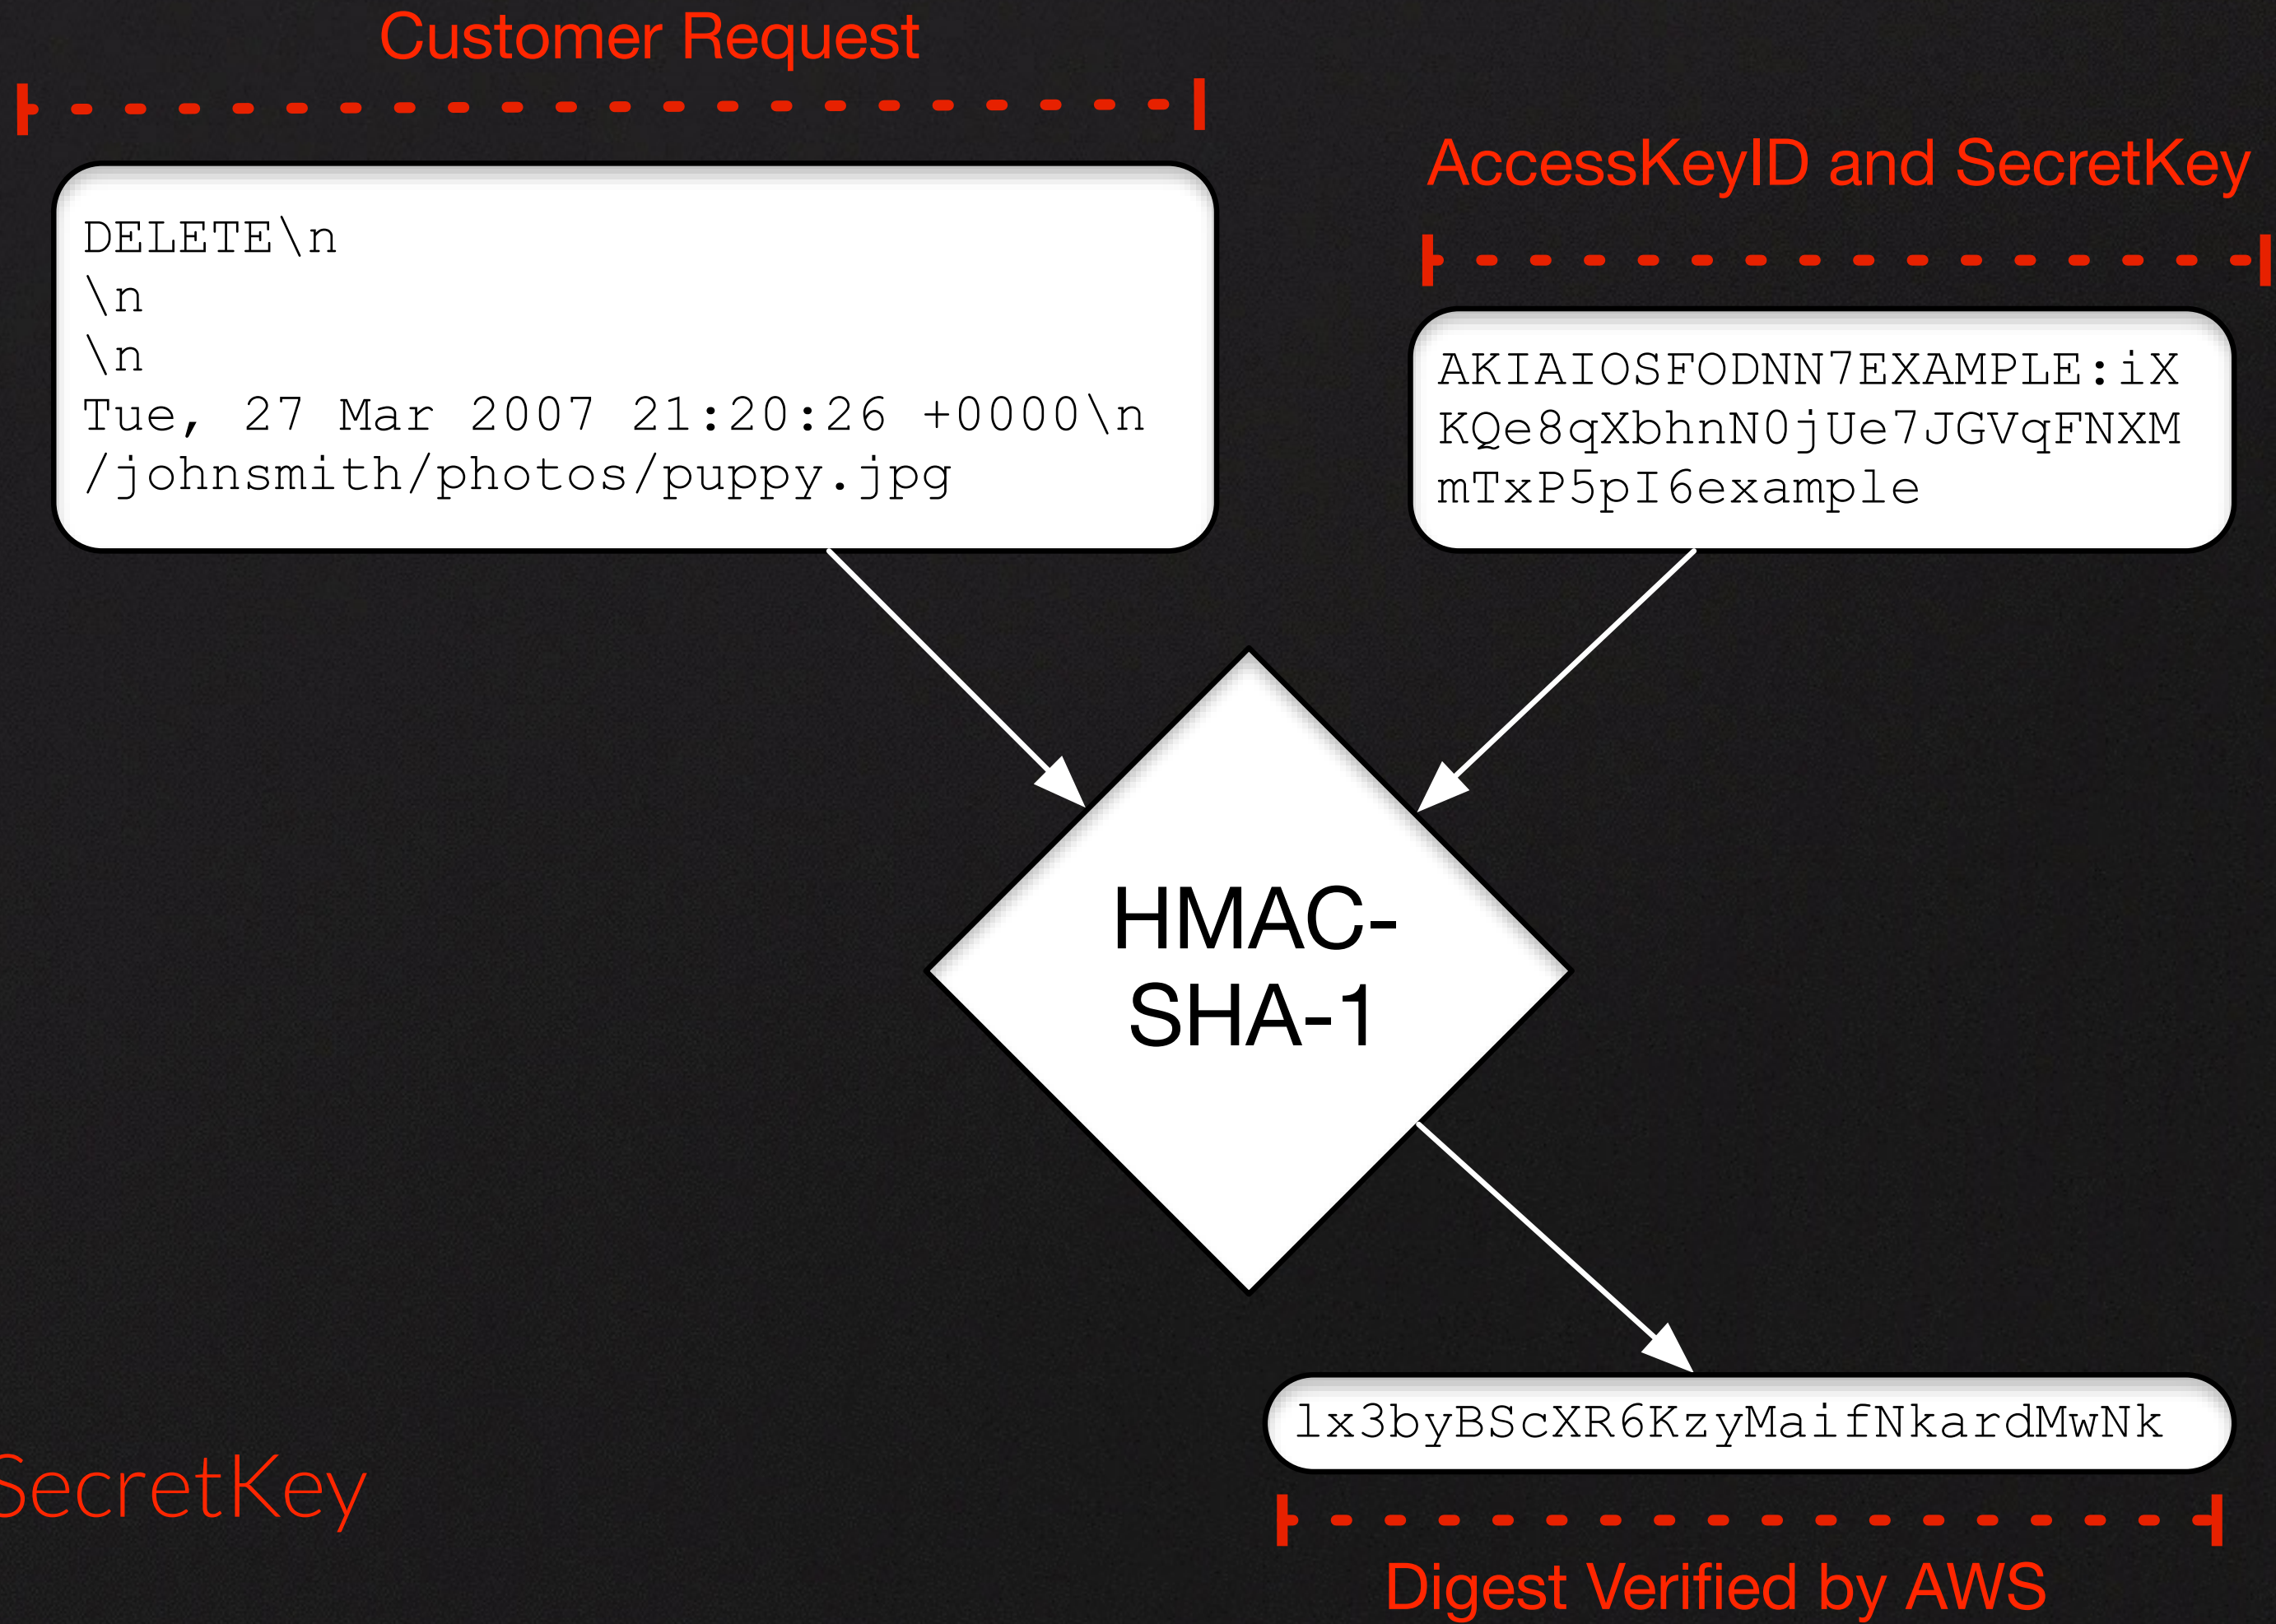 Customer Request
DELETE\n
\n
\n
Tue, 27 Mar 2007 21:20:26 +0000\n
/johnsmith/photos/puppy.jpg
AccessKeyID and SecretKey
AKIAIOSFODNN7EXAMPLE:iX
KQe8qXbhnN0jUe7JGVqFNXM
mTxP5pI6example
HMAC-
SHA-1
lx3byBScXR6KzyMaifNkardMwNk
SecretKey
Digest Verified by AWS